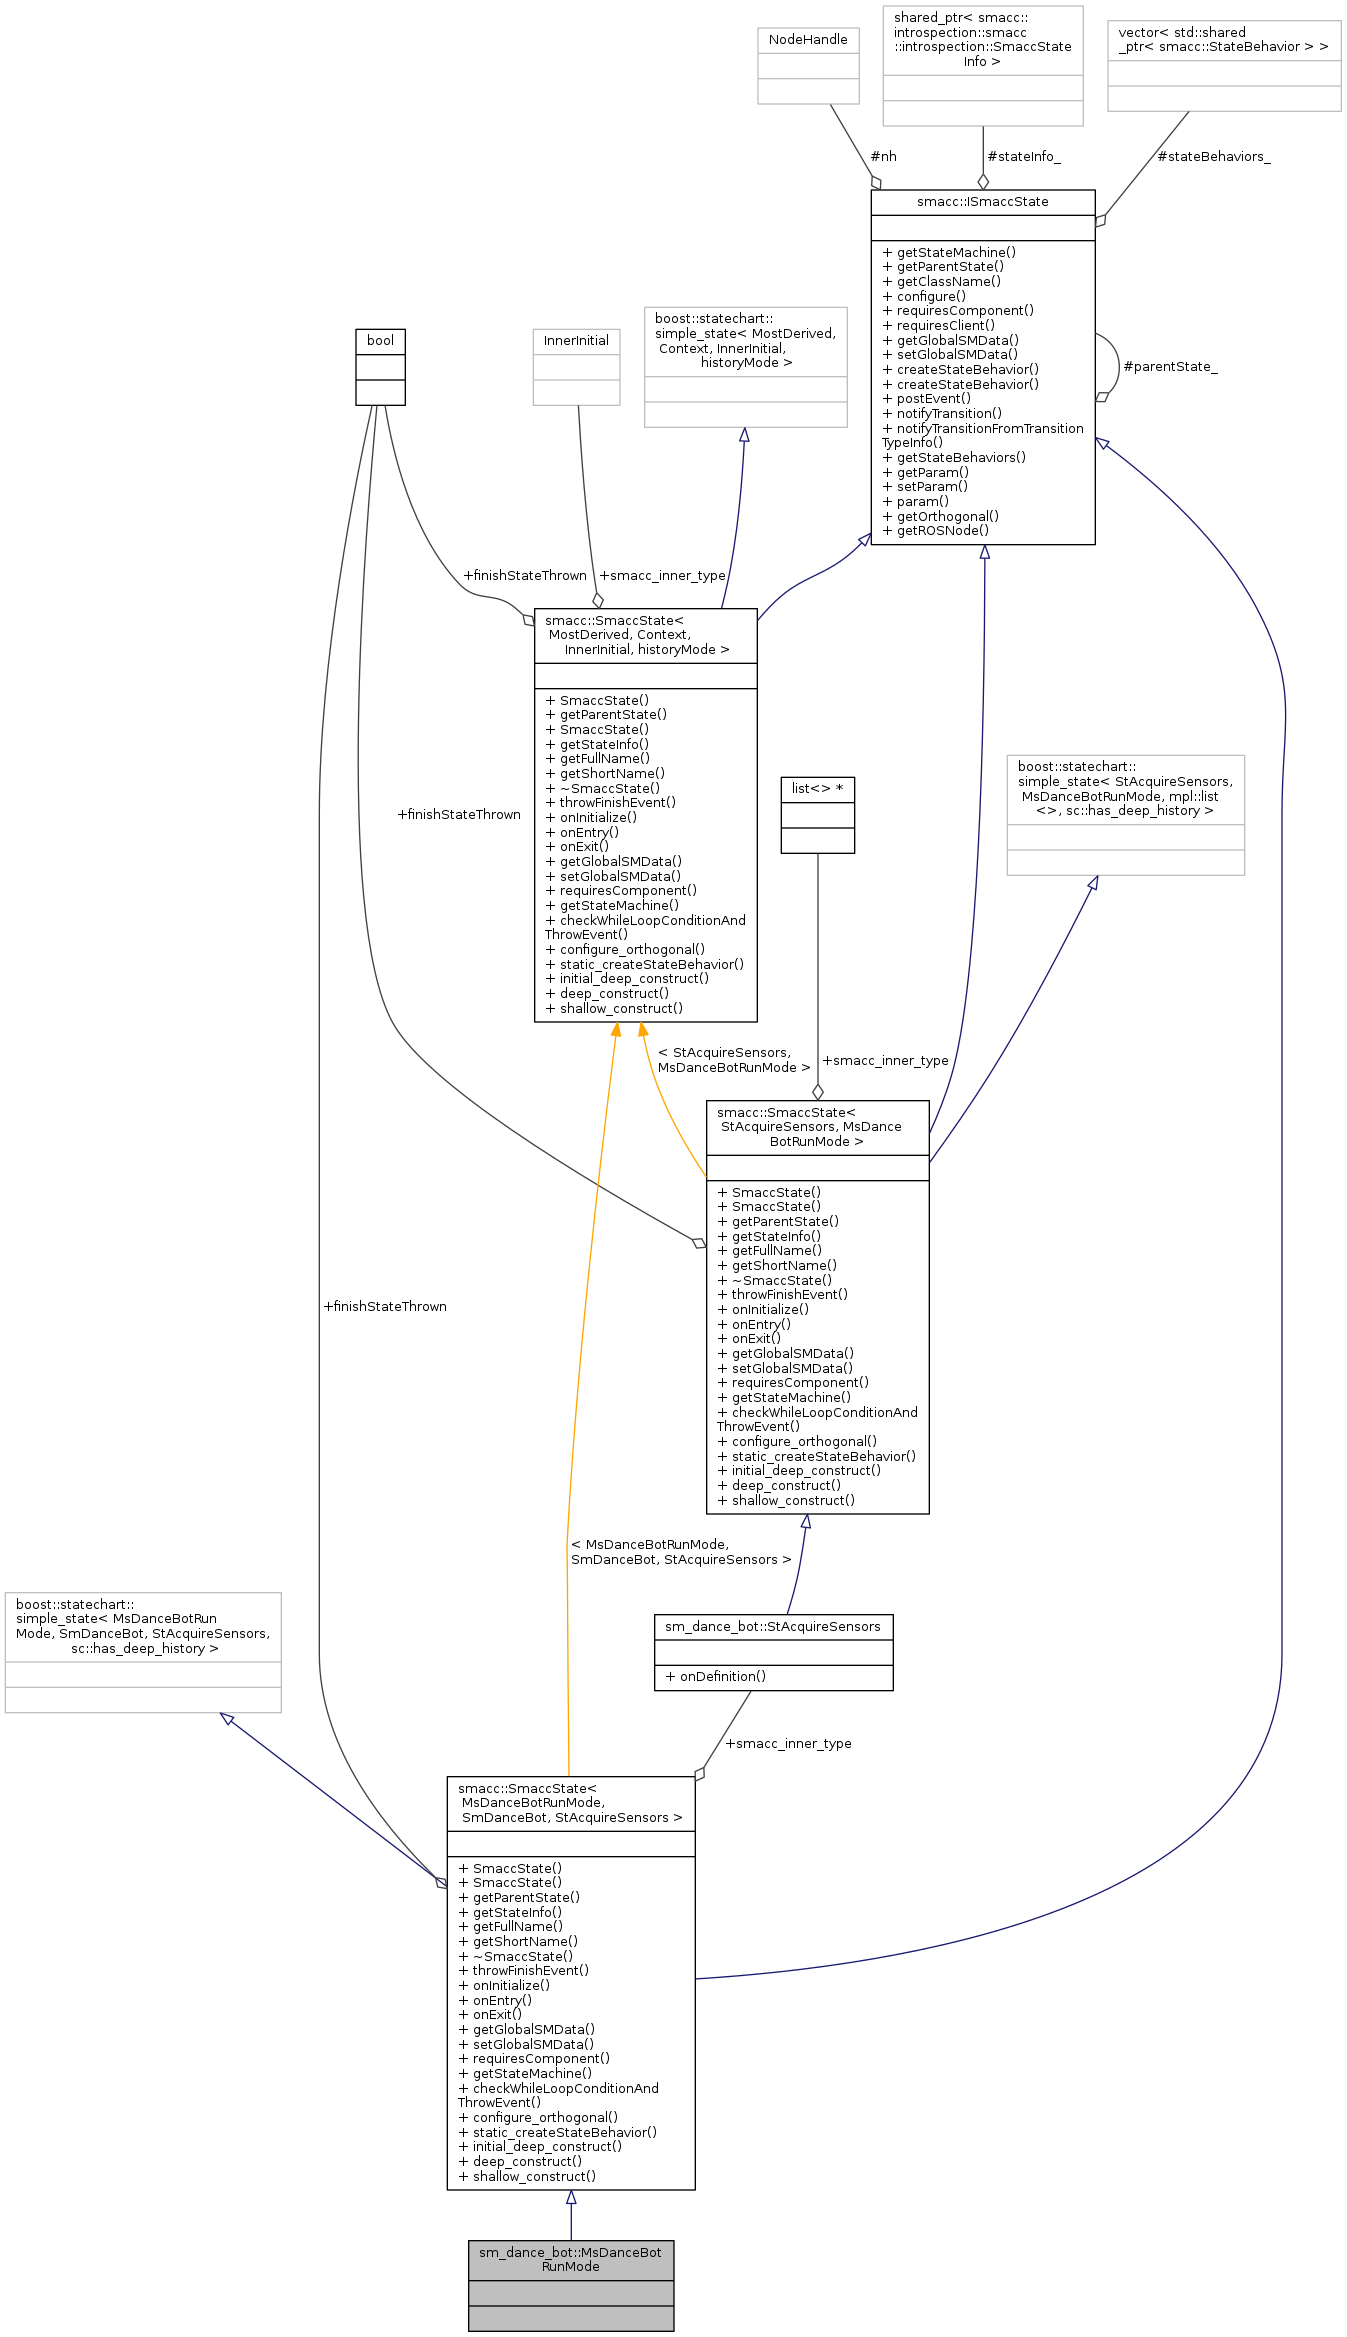 NodeHandle
shared_ptr< smacc::
introspection::smacc
::introspection::SmaccState
Info >
vector< std::shared
_ptr< smacc::StateBehavior > >
#nh
#stateInfo_
#stateBehaviors_
smacc::ISmaccState
+ getStateMachine()
+ getParentState()
+ getClassName()
+ configure()
+ requiresComponent()
+ requiresClient()
+ getGlobalSMData()
+ setGlobalSMData()
+ createStateBehavior()
+ createStateBehavior()
+ postEvent()
+ notifyTransition()
+ notifyTransitionFromTransition
TypeInfo()
+ getStateBehaviors()
+ getParam()
+ setParam()
+ param()
+ getOrthogonal()
+ getROSNode()
#parentState_
bool
InnerInitial
boost::statechart::
simple_state< MostDerived,
Context, InnerInitial,
historyMode >
+finishStateThrown
+smacc_inner_type
smacc::SmaccState<
MostDerived, Context,
InnerInitial, historyMode >
+ SmaccState()
+ getParentState()
+ SmaccState()
+ getStateInfo()
+ getFullName()
+ getShortName()
+ ~SmaccState()
+ throwFinishEvent()
+ onInitialize()
+ onEntry()
+ onExit()
+ getGlobalSMData()
+ setGlobalSMData()
+ requiresComponent()
+ getStateMachine()
+ checkWhileLoopConditionAnd
ThrowEvent()
+ configure_orthogonal()
+ static_createStateBehavior()
+ initial_deep_construct()
+ deep_construct()
+ shallow_construct()
+finishStateThrown
list<> *
boost::statechart::
simple_state< StAcquireSensors,
MsDanceBotRunMode, mpl::list
<>, sc::has_deep_history >
< StAcquireSensors,
MsDanceBotRunMode >
+smacc_inner_type
smacc::SmaccState<
StAcquireSensors, MsDance
BotRunMode >
+ SmaccState()
+ SmaccState()
+ getParentState()
+ getStateInfo()
+ getFullName()
+ getShortName()
+ ~SmaccState()
+ throwFinishEvent()
+ onInitialize()
+ onEntry()
+ onExit()
+ getGlobalSMData()
+ setGlobalSMData()
+ requiresComponent()
+ getStateMachine()
+ checkWhileLoopConditionAnd
ThrowEvent()
+ configure_orthogonal()
+ static_createStateBehavior()
+ initial_deep_construct()
+ deep_construct()
+ shallow_construct()
+finishStateThrown
< MsDanceBotRunMode,
SmDanceBot, StAcquireSensors >
boost::statechart::
simple_state< MsDanceBotRun
Mode, SmDanceBot, StAcquireSensors,
sc::has_deep_history >
sm_dance_bot::StAcquireSensors
+ onDefinition()
+smacc_inner_type
smacc::SmaccState<
MsDanceBotRunMode,
SmDanceBot, StAcquireSensors >
+ SmaccState()
+ SmaccState()
+ getParentState()
+ getStateInfo()
+ getFullName()
+ getShortName()
+ ~SmaccState()
+ throwFinishEvent()
+ onInitialize()
+ onEntry()
+ onExit()
+ getGlobalSMData()
+ setGlobalSMData()
+ requiresComponent()
+ getStateMachine()
+ checkWhileLoopConditionAnd
ThrowEvent()
+ configure_orthogonal()
+ static_createStateBehavior()
+ initial_deep_construct()
+ deep_construct()
+ shallow_construct()
sm_dance_bot::MsDanceBot
RunMode